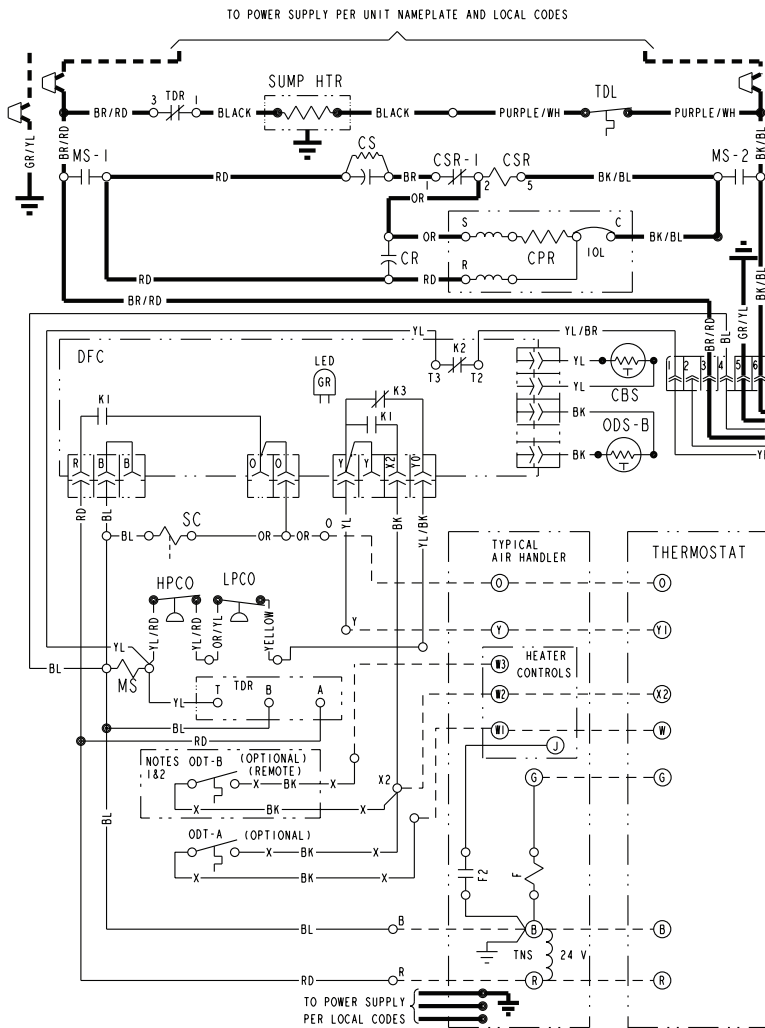 TO POWER SUPPLY PER UNIT NAMEPLATE AND LOCAL CODES
SUMP HTR
TDL
3 TDR 1
BR/RD BLACK BLACK PURPLE/WH PURPLE/WH
GR/YL BR/RD BK/BL
MS-1 CS CSR-1 CSR MS-2
RD BR 1 2 5 BK/BL
OR
S C
OR CPR IOL BK/BL
CR
RD RD R
BR/RD
BR/RD BL GR/YL BK/BL
YL YL/BR
DFC LED K2
GR T3 T2
YL
1 2 3 4 5 6
K3 YL CBS
K1 K1 BK
ODS-B
R B B O O Y Y X2 YO BK YL
RD BL YL BK YL/BK
SC
BL OR OR O
TYPICAL
AIR HANDLER
THERMOSTAT
O O
HPCO LPCO
YL/RD YL/RD OR/YL YELLOW
Y Y Y1
YL
W3 HEATER
CONTROLS
BL MS
TDR
YL T B A
W2 X2
BL
RD
W1 W
J
NOTES
1&2
ODT-B (OPTIONAL)
(REMOTE)
X BK X
X2
G G
X BK X
BL
ODT-A (OPTIONAL)
X BK X
X BK X
F2 F
BL B B B
TNS 24 V
RD R R R
TO POWER SUPPLY
PER LOCAL CODES